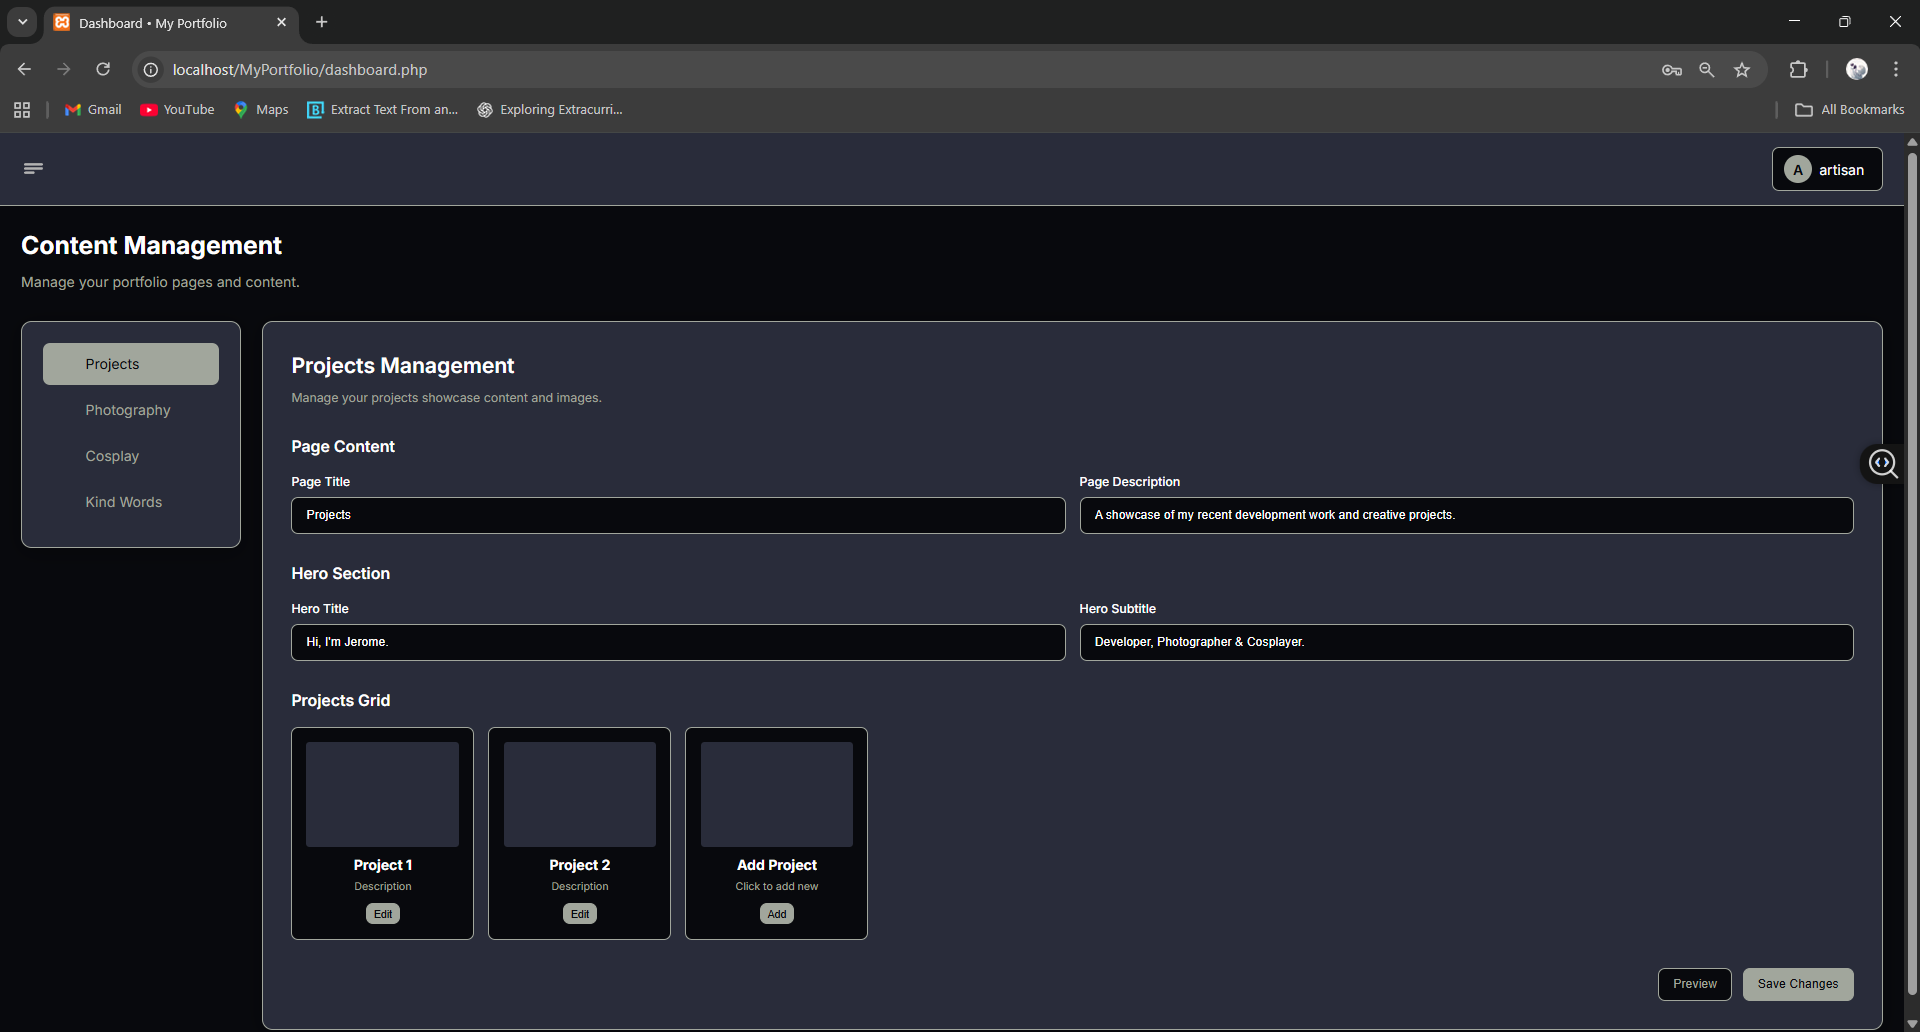 Dashboard • My Portfolio
localhost/MyPortfolio/dashboard.php
Gmail
YouTube
Maps
Extract Text From an...
Exploring Extracurri...
All Bookmarks
A artisan
Content Management
Manage your portfolio pages and content.
Projects
Photography
Cosplay
Kind Words
Projects Management
Manage your projects showcase content and images.
Page Content
Page Title
Page Description
Projects
A showcase of my recent development work and creative projects.
Hero Section
Hero Title
Hero Subtitle
Hi, I'm Jerome.
Developer, Photographer & Cosplayer.
Projects Grid
Project 1
Description
Edit
Project 2
Description
Edit
Add Project
Click to add new
Add
Preview
Save Changes